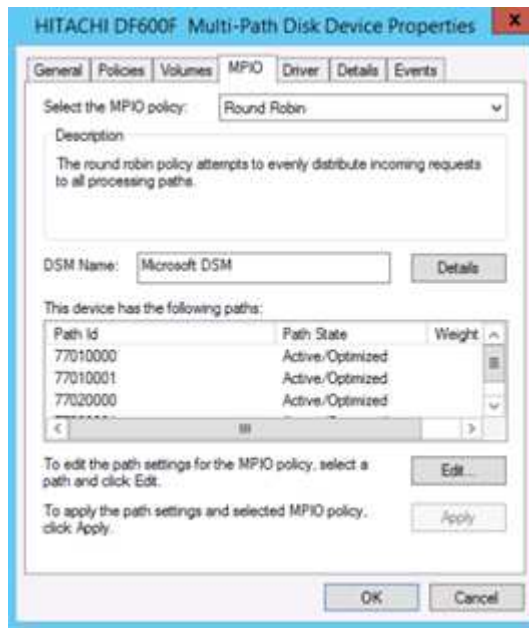 HITACHI DF600F Multi-Path Disk Device Properties
x
General Policies Volumes MPIO Driver Details Events
Select the MPIO policy: Round Robin
Description
The round robin policy attempts to evenly distribute incoming requests
to all processing paths.
DSM Name: Microsoft DSM Details
This device has the following paths:
Path Id Path State Weight
77010000 Active/Optimized
77010001 Active/Optimized
77020000 Active/Optimized
To edit the path settings for the MPIO policy, select a
path and click Edit.
Edit...
To apply the path settings and selected MPIO policy,
click Apply.
Apply
OK Cancel